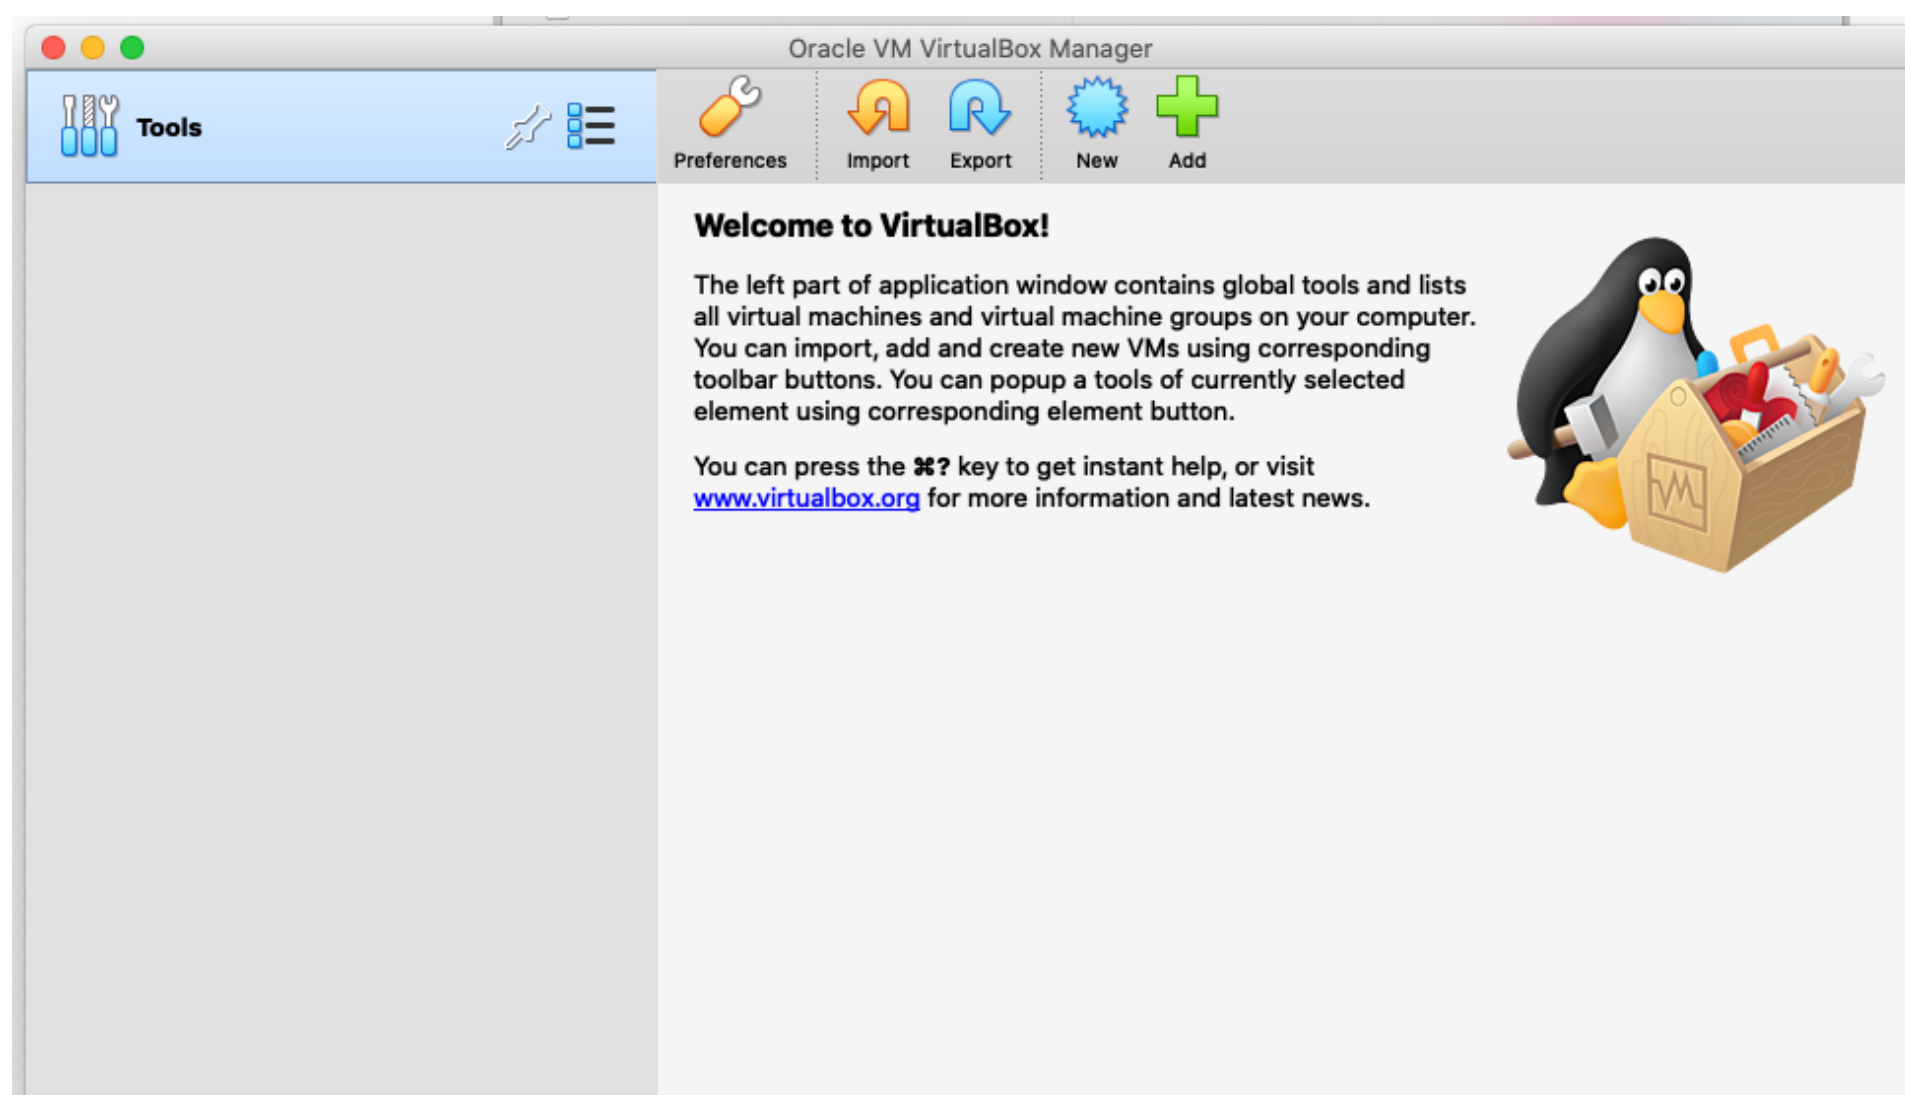 Oracle VM VirtualBox Manager
Tools
Preferences
Import
Export
New
Add
Welcome to VirtualBox!
The left part of application window contains global tools and lists
all virtual machines and virtual machine groups on your computer.
You can import, add and create new VMs using corresponding
toolbar buttons. You can popup a tools of currently selected
element using corresponding element button.
You can press the ⌘? key to get instant help, or visit
www.virtualbox.org for more information and latest news.